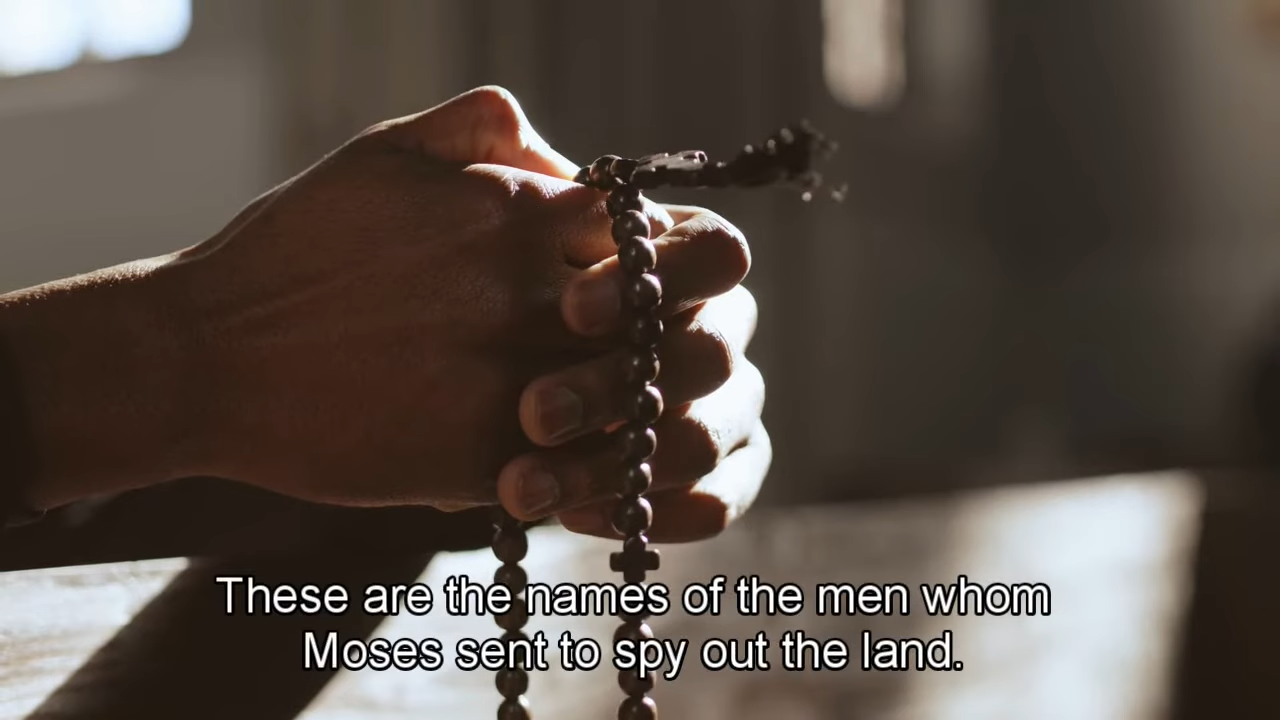 These are the names of the men whom
Moses sent to spy out the land.